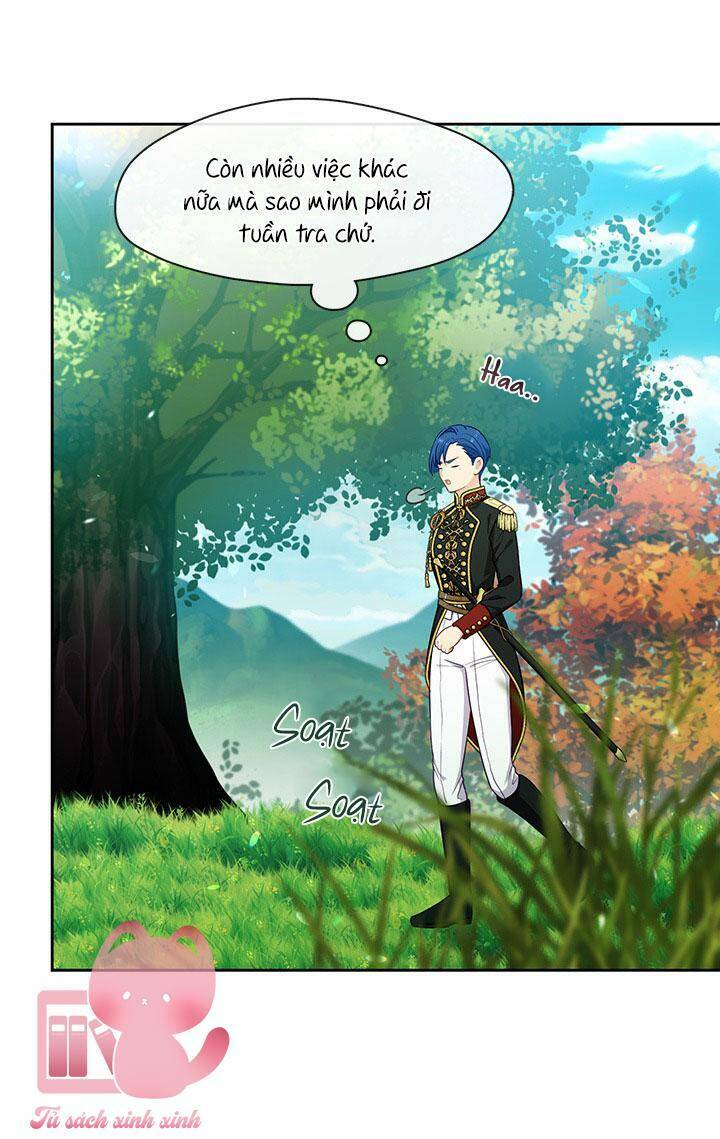 Còn nhiều việc khác
nữa mà sao mình phải đi
tuần tra chứ.
Haa..
Soạt
Soạt
Tủ sách xinh xinh